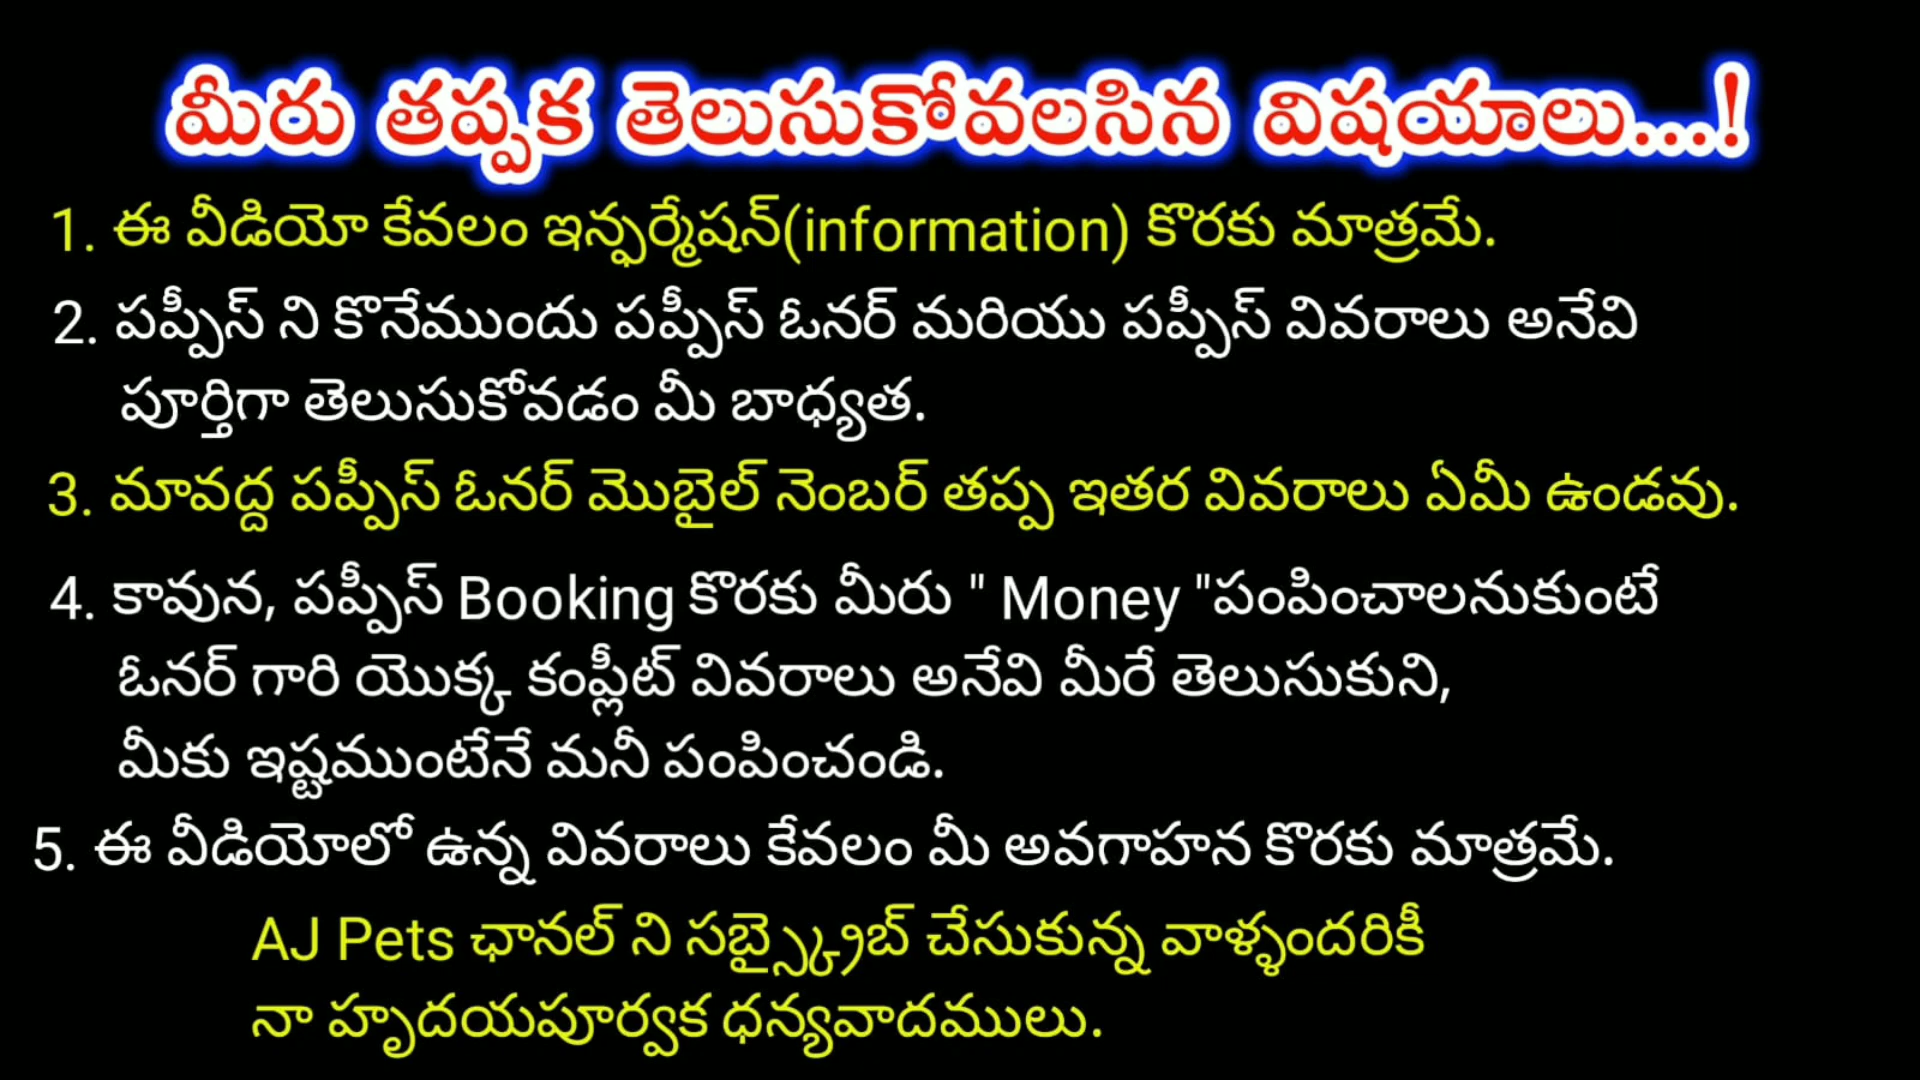 మీరు తప్పక తెలుసుకోవలసిన విషయాలు...!
1. ఈ వీడియో కేవలం ఇన్ఫర్మేషన్(information) కొరకు మాత్రమే.
2. పప్పీస్ ని కొనేముందు పప్పీస్ ఓనర్ మరియు పప్పీస్ వివరాలు అనేవి
పూర్తిగా తెలుసుకోవడం మీ బాధ్యత.
3. మావద్ద పప్పీస్ ఓనర్ మొబైల్ నెంబర్ తప్ప ఇతర వివరాలు ఏమీ ఉండవు.
4. కావున, పప్పీస్ Booking కొరకు మీరు " Money "పంపించాలనుకుంటే
ఓనర్ గారి యొక్క కంప్లీట్ వివరాలు అనేవి మీరే తెలుసుకుని,
మీకు ఇష్టముంటేనే మనీ పంపించండి.
5. ఈ వీడియోలో ఉన్న వివరాలు కేవలం మీ అవగాహన కొరకు మాత్రమే.
AJ Pets ఛానల్ ని సబ్స్క్రైబ్ చేసుకున్న వాళ్ళందరికీ
నా హృదయపూర్వక ధన్యవాదములు.